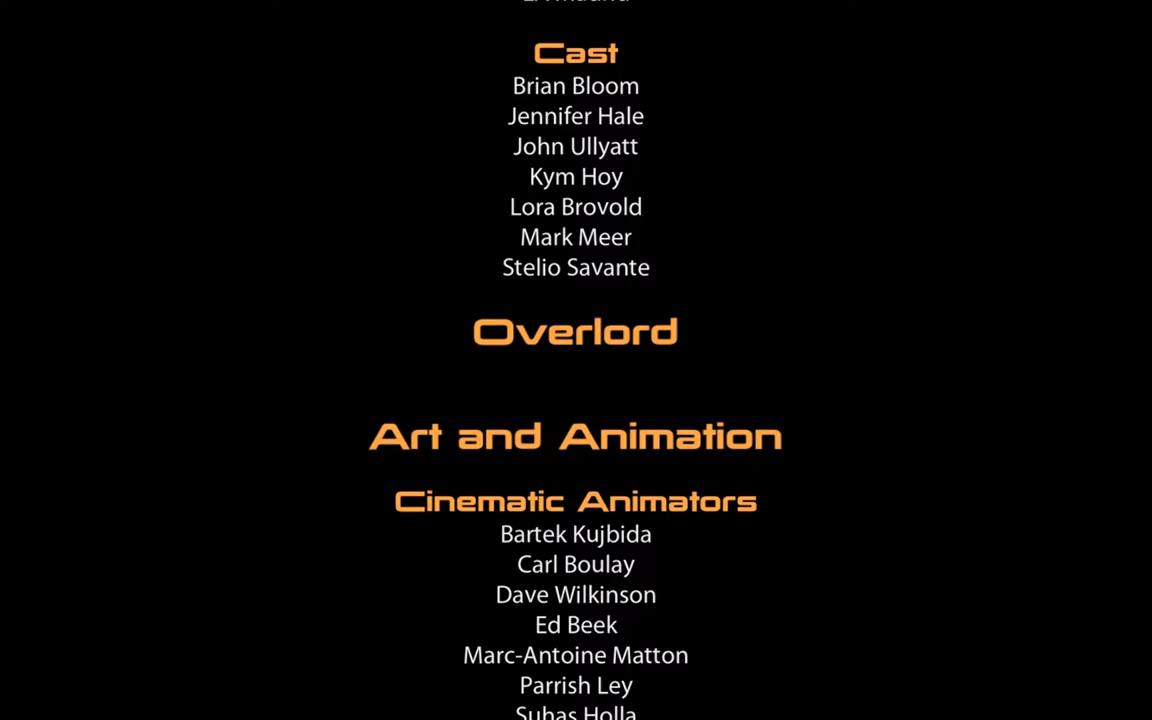 Cast
Brian Bloom
Jennifer Hale
John Ullyatt
Kym Hoy
Lora Brovold
Mark Meer
Stelio Savante
Overlord
Art and Animation
Cinematic Animators
Bartek Kujbida
Carl Boulay
Dave Wilkinson
Ed Beek
Marc-Antoine Matton
Parrish Ley
Suhas Holla